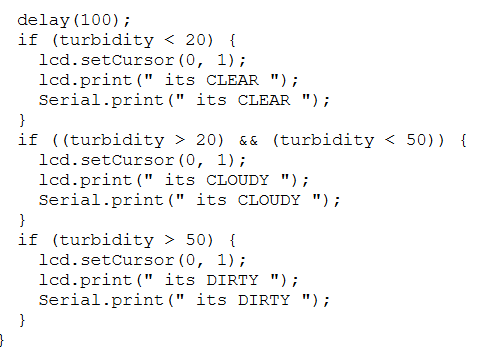 delay(100);
if (turbidity < 20) {
lcd.setCursor(0, 1);
lcd.print(" its CLEAR ");
Serial.print(" its CLEAR ");
}
if ((turbidity > 20) && (turbidity < 50)) {
lcd.setCursor(0, 1);
lcd.print(" its CLOUDY ");
Serial.print(" its CLOUDY ");
}
if (turbidity > 50) {
lcd.setCursor(0, 1);
lcd.print(" its DIRTY ");
Serial.print(" its DIRTY ");
}
}